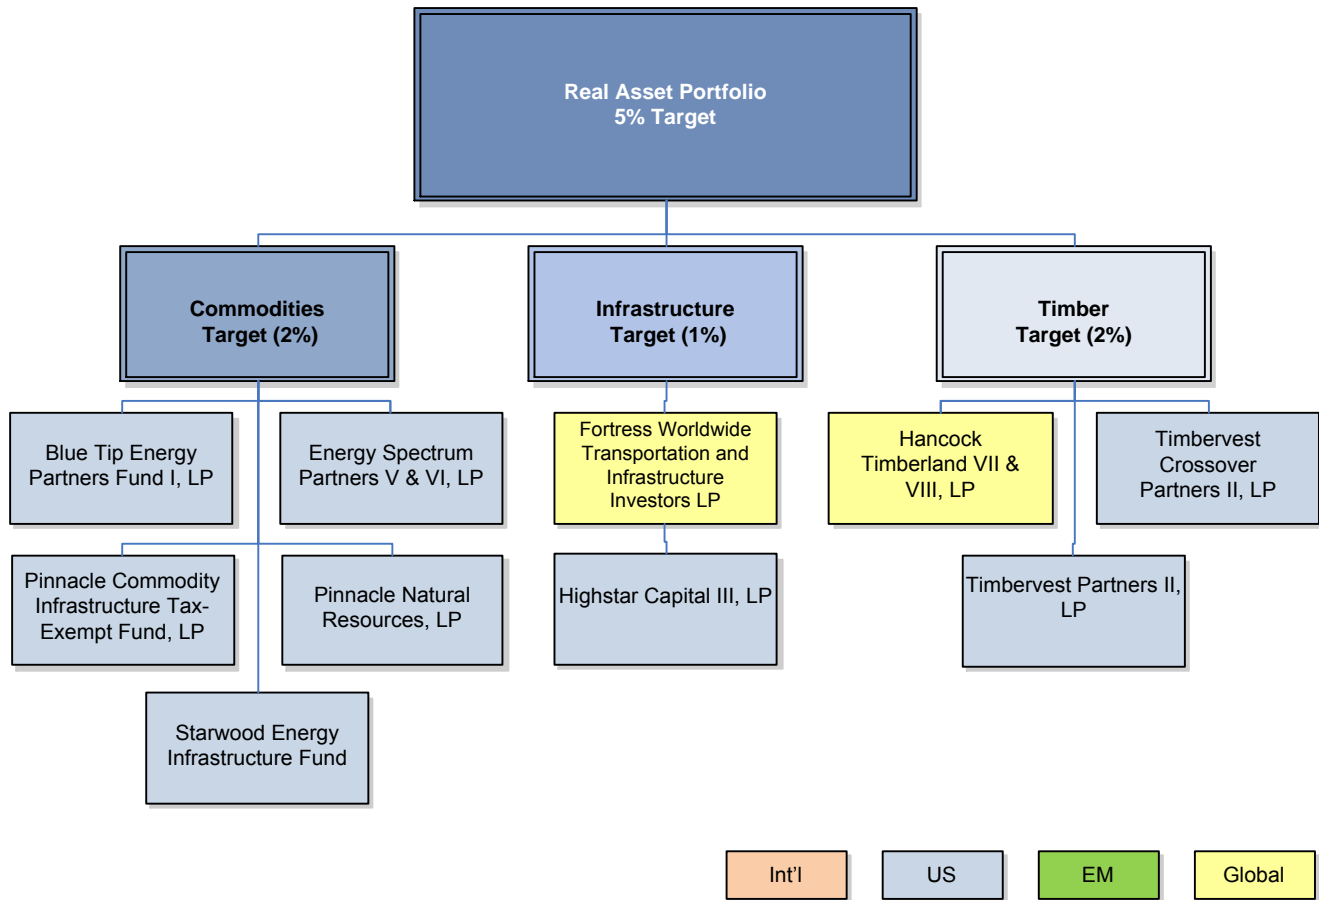 Real Asset Portfolio
5% Target
Commodities
Target (2%)
Infrastructure
Target (1%)
Timber
Target (2%)
Blue Tip Energy
Partners Fund I, LP
Energy Spectrum
Partners V & VI, LP
Fortress Worldwide
Transportation and
Infrastructure
Investors LP
Hancock
Timberland VII &
VIII, LP
Timbervest
Crossover
Partners II, LP
Pinnacle Commodity
Infrastructure Tax-
Exempt Fund, LP
Pinnacle Natural
Resources, LP
Highstar Capital III, LP
Timbervest Partners II,
LP
Starwood Energy
Infrastructure Fund
Int'l
US
EM
Global